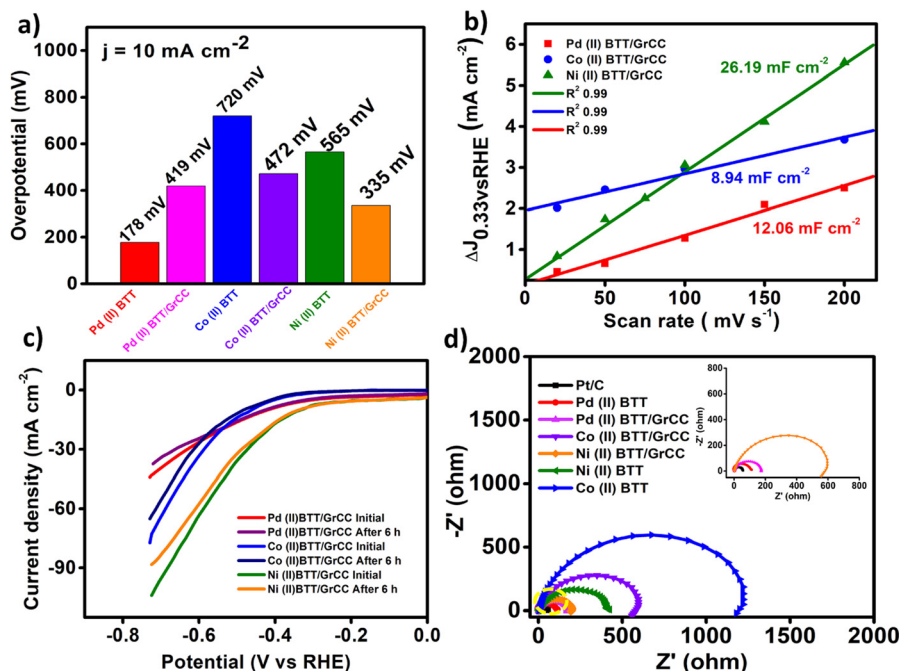 a)
j = 10 mA cm-2
Overpotential (mV)
1000
800
600
400
200
0
178 mV
419 mV
720 mV
472 mV
565 mV
335 mV
Pd (II) BTT
Pd (II) BTT/GrCC
Co (II) BTT
Co (II) BTT/GrCC
Ni (II) BTT
Ni (II) BTT/GrCC
b)
ΔJ0.33vsRHE (mA cm-2)
6
5
4
3
2
1
Pd (II) BTT/GrCC
Co (II) BTT/GrCC
Ni (II) BTT/GrCC
R2 0.99
R2 0.99
R2 0.99
26.19 mF cm-2
8.94 mF cm-2
12.06 mF cm-2
0 50 100 150 200
Scan rate ( mV s-1)
c)
Current density (mA cm-2)
0
-30
-60
-90
Pd (II)BTT/GrCC Initial
Pd (II)BTT/GrCC After 6 h
Co (II)BTT/GrCC Initial
Co (II)BTT/GrCC After 6 h
Ni (II)BTT/GrCC Initial
Ni (II)BTT/GrCC After 6 h
-0.8 -0.6 -0.4 -0.2 0.0
Potential (V vs RHE)
d)
-Z' (ohm)
2000
1500
1000
500
0
Pt/C
Pd (II) BTT
Pd (II) BTT/GrCC
Co (II) BTT/GrCC
Ni (II) BTT/GrCC
Ni (II) BTT
Co (II) BTT
-Z' (ohm)
800
600
400
200
0
0 200 400 600 800
Z' (ohm)
0 500 1000 1500 2000
Z' (ohm)